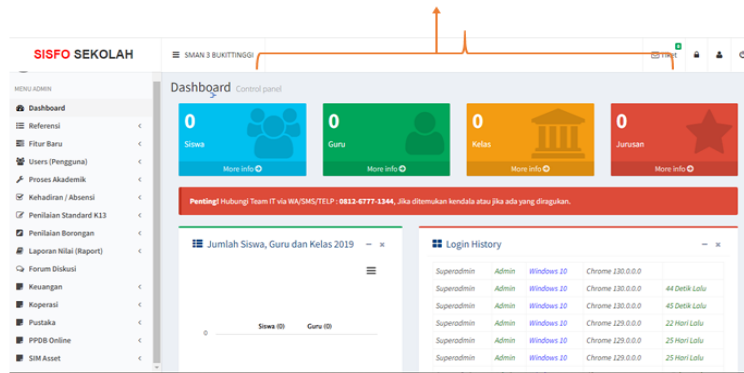 SISFO SEKOLAH
SMAN 3 BUKITTINGGI
MENU ADMIN
Dashboard
Referensi
Fitur Baru
Users (Pengguna)
Proses Akademik
Kehadiran / Absensi
Penilaian Standard K13
Penilaian Borongan
Laporan Nilai (Raport)
Forum Diskusi
Keuangan
Koperasi
Pustaka
PPDB Online
SIM Asset
Dashboard Control panel
0
Siswa
More info
0
Guru
More info
0
Kelas
More info
0
Jurusan
More info
Penting! Hubungi Team IT via WA/SMS/TELP : 0812-6777-1344, Jika ditemukan kendala atau jika ada yang diragukan.
Jumlah Siswa, Guru dan Kelas 2019
0
Siswa (0) Guru (0)
Login History
Superadmin Admin Windows 10 Chrome 130.0.0.0
Superadmin Admin Windows 10 Chrome 130.0.0.0 44 Detik Lalu
Superadmin Admin Windows 10 Chrome 130.0.0.0 45 Detik Lalu
Superadmin Admin Windows 10 Chrome 129.0.0.0 22 Hari Lalu
Superadmin Admin Windows 10 Chrome 129.0.0.0 25 Hari Lalu
Superadmin Admin Windows 10 Chrome 129.0.0.0 25 Hari Lalu